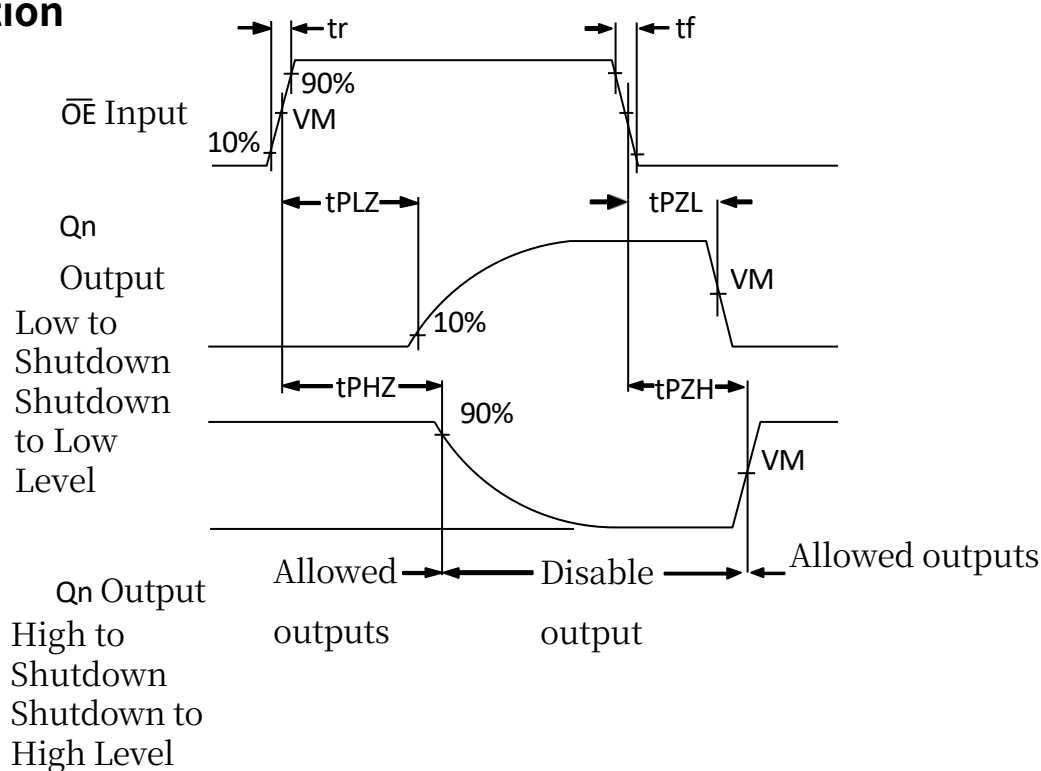 tion
tr
tf
90%
O̅E̅ Input
VM
10%
tPLZ
tPZL
Qn
Output
VM
Low to
10%
Shutdown
Shutdown
tPHZ
tPZH
to Low
90%
Level
VM
Allowed
Disable
Allowed outputs
Qn Output
outputs
output
High to
Shutdown
Shutdown to
High Level